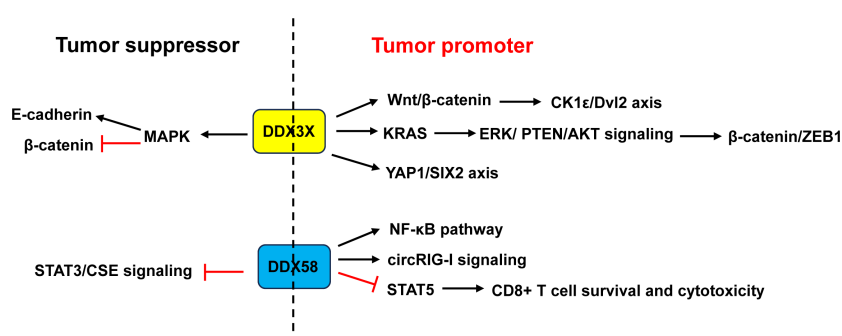 Tumor suppressor
Tumor promoter
E-cadherin
β-catenin
MAPK
DDX3X
Wnt/β-catenin
CK1ε/Dvl2 axis
KRAS
ERK/ PTEN/AKT signaling
β-catenin/ZEB1
YAP1/SIX2 axis
STAT3/CSE signaling
DDX58
NF-κB pathway
circRIG-I signaling
STAT5
CD8+ T cell survival and cytotoxicity